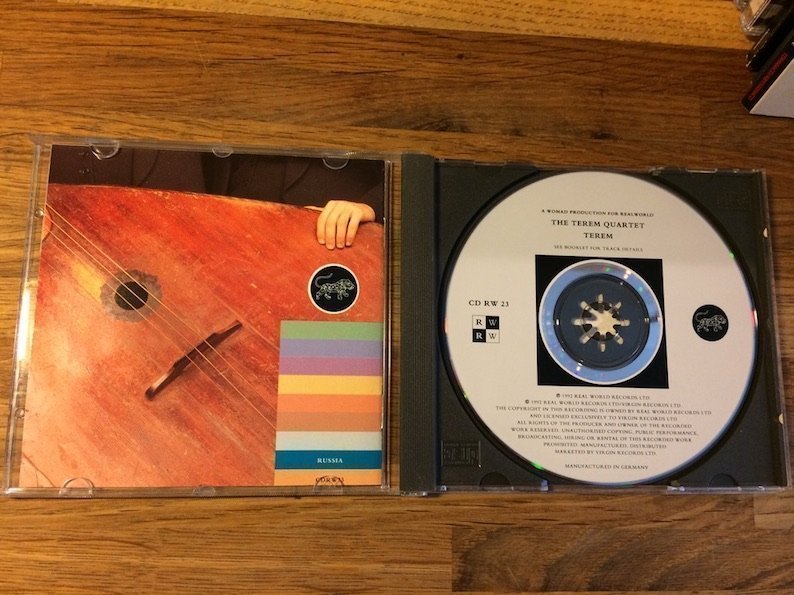 RUSSIA
CDRW23
A WOMAD PRODUCTION FOR REALWORLD
THE TEREM QUARTET
TEREM
SEE BOOKLET FOR TRACK DETAILS
CD RW 23
R W
R W
℗ 1992 REAL WORLD RECORDS LTD.
© 1992 REAL WORLD RECORDS LTD/VIRGIN RECORDS LTD
THE COPYRIGHT IN THIS RECORDING IS OWNED BY REAL WORLD RECORDS LTD
AND LICENSED EXCLUSIVELY TO VIRGIN RECORDS LTD
ALL RIGHTS OF THE PRODUCER AND OWNER OF THE RECORDED
WORK RESERVED. UNAUTHORISED COPYING, PUBLIC PERFORMANCE,
BROADCASTING, HIRING OR RENTAL OF THIS RECORDED WORK
PROHIBITED. MANUFACTURED, DISTRIBUTED
MARKETED BY VIRGIN RECORDS LTD.
MANUFACTURED IN GERMANY